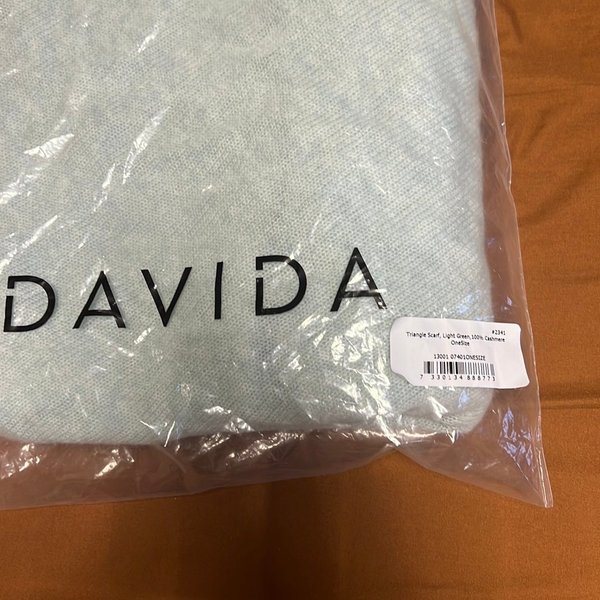 DAVIDA
#2341
Triangle Scarf, Light Green,100% Cashmere
OneSize
13001 07401ONESIZE
7 330134 888773